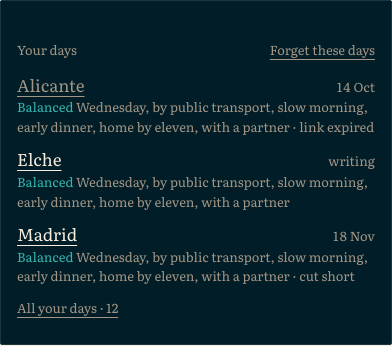 Your days Forget these days
Alicante 14 Oct
Balanced Wednesday, by public transport, slow morning,
early dinner, home by eleven, with a partner · link expired
Elche writing
Balanced Wednesday, by public transport, slow morning,
early dinner, home by eleven, with a partner
Madrid 18 Nov
Balanced Wednesday, by public transport, slow morning,
early dinner, home by eleven, with a partner · cut short
All your days · 12